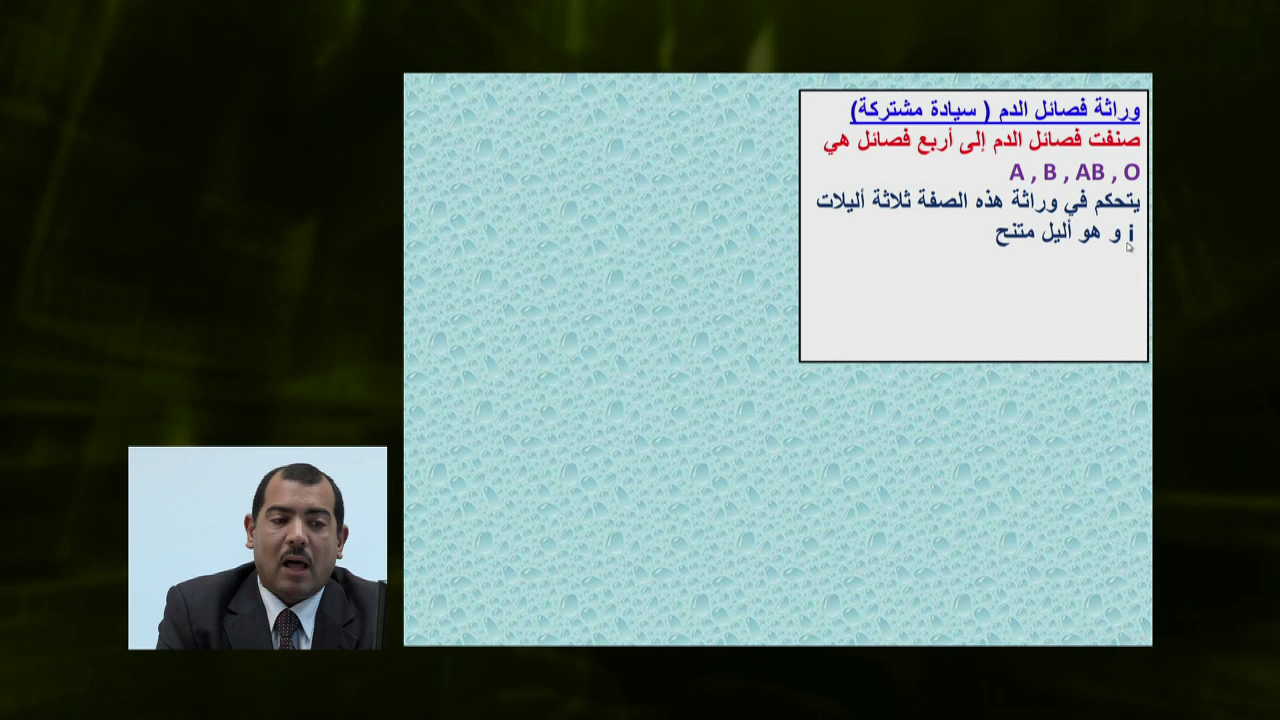 وراثة فصائل الدم ( سيادة مشتركة)
صنفت فصائل الدم إلى أربع فصائل هي
A , B , AB , O
يتحكم في وراثة هذه الصفة ثلاثة أليلات
i و هو أليل متنح